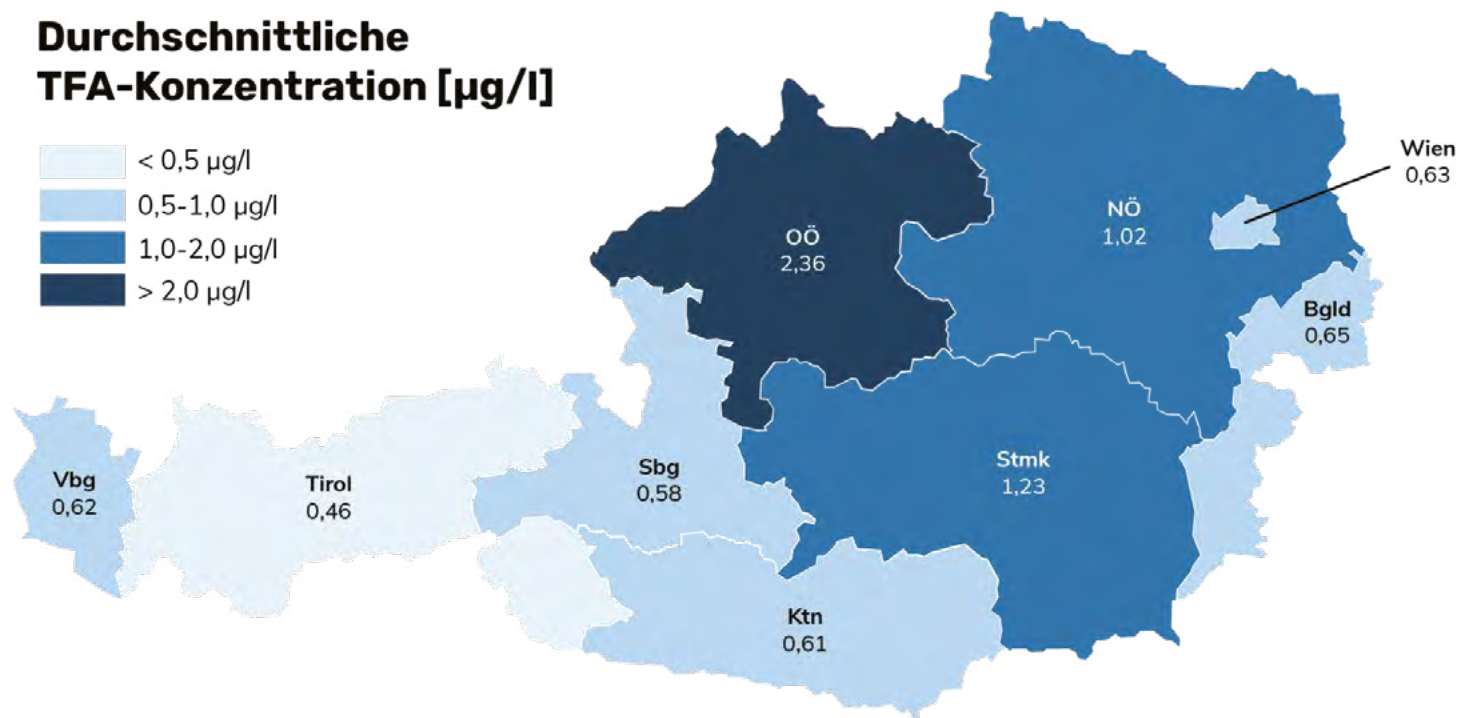 Durchschnittliche
TFA-Konzentration [µg/l]
< 0,5 µg/l
0,5-1,0 µg/l
1,0-2,0 µg/l
> 2,0 µg/l
Wien
0,63
NÖ
1,02
OÖ
2,36
Bgld
0,65
Stmk
1,23
Sbg
0,58
Vbg
0,62
Tirol
0,46
Ktn
0,61